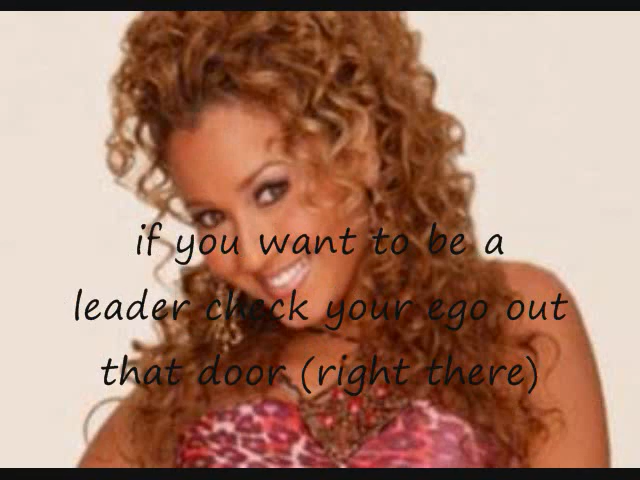 if you want to be a
leader check your ego out
that door (right there)